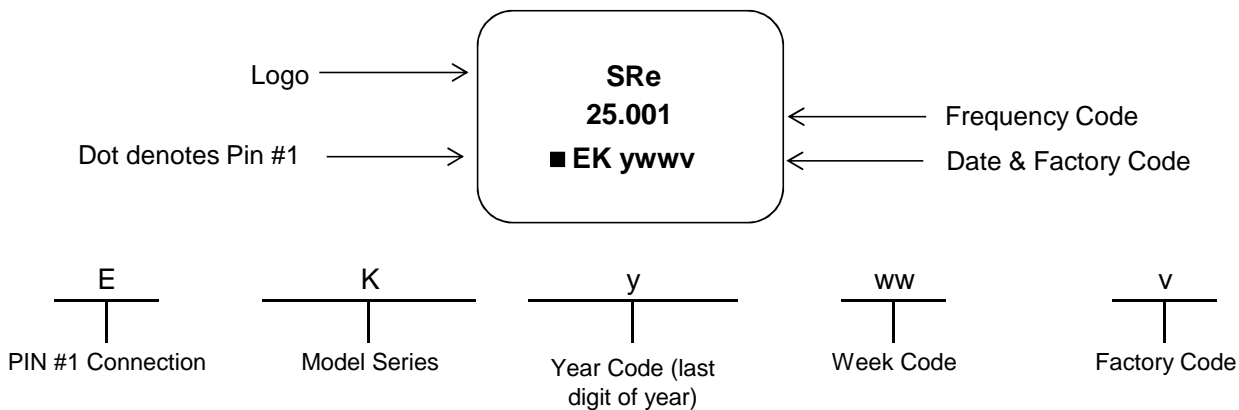 SRe
Logo
25.001
Frequency Code
Dot denotes Pin #1
■ EK ywwv
Date & Factory Code
E K y ww v
PIN #1 Connection
Model Series
Year Code (last
digit of year)
Week Code
Factory Code